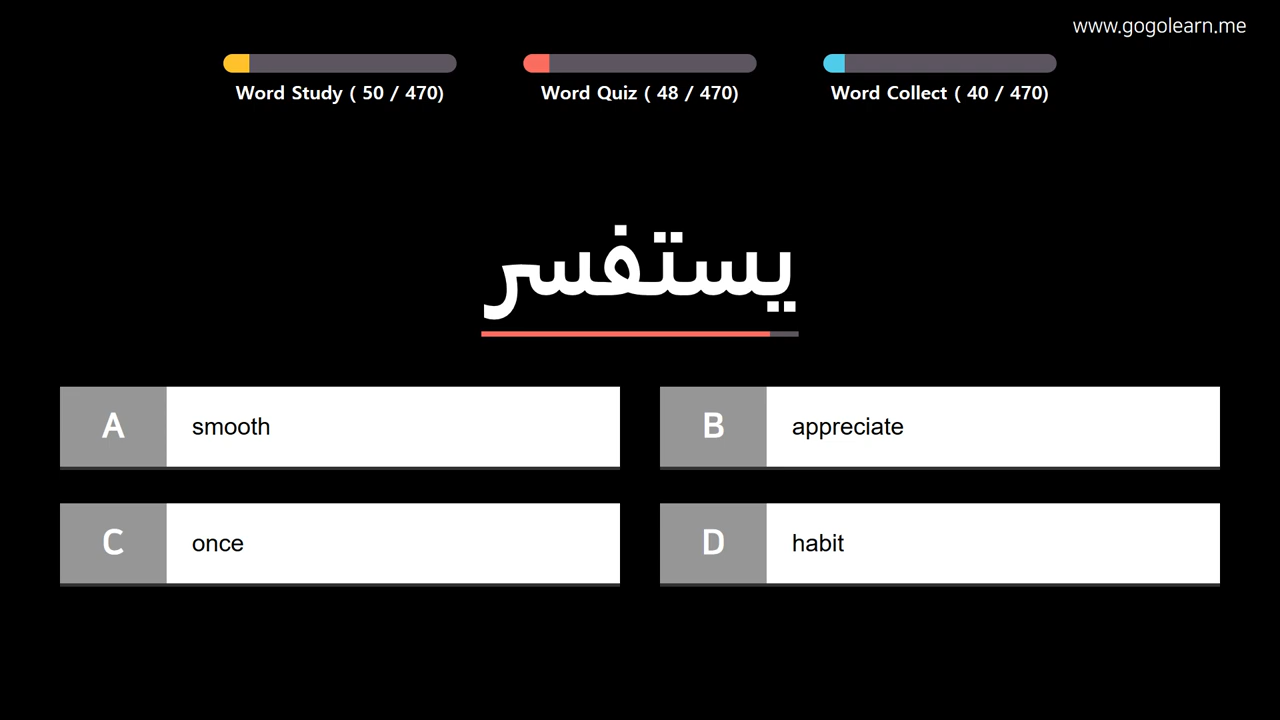 www.gogolearn.me
Word Study ( 50 / 470)
Word Quiz ( 48 / 470)
Word Collect ( 40 / 470)
يستفسر
A smooth
B appreciate
C once
D habit